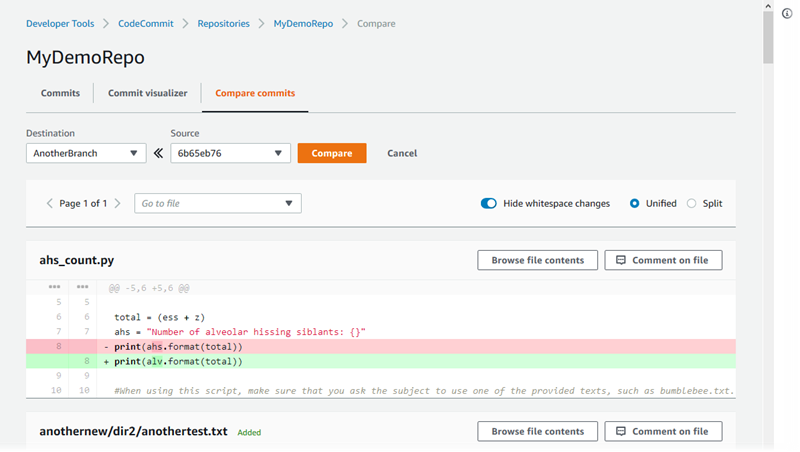 Developer Tools > CodeCommit > Repositories > MyDemoRepo > Compare
MyDemoRepo
Commits Commit visualizer Compare commits
Destination Source
AnotherBranch 6b65eb76 Compare Cancel
Page 1 of 1 Go to file Hide whitespace changes Unified Split
ahs_count.py Browse file contents Comment on file
*** *** @@ -5,6 +5,6 @@
5 5
6 6 total = (ess + z)
7 7 ahs = "Number of alveolar hissing siblants: {}"
8 - print(ahs.format(total))
8 + print(alv.format(total))
9 9
10 10 #When using this script, make sure that you ask the subject to use one of the provided texts, such as bumblebee.txt.
anothernew/dir2/anothertest.txt Added Browse file contents Comment on file